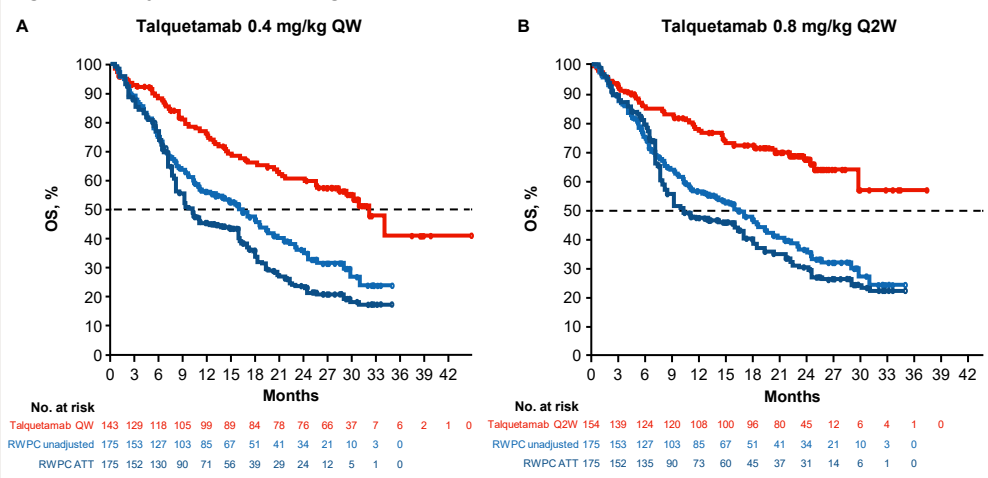 A Talquetamab 0.4 mg/kg QW
100
90
80
70
60
50
40
30
20
10
0
OS, %
0 3 6 9 12 15 18 21 24 27 30 33 36 39 42
Months
No. at risk
Talquetamab QW 143 129 118 105 99 89 84 78 76 66 37 7 6 2 1 0
RWPC unadjusted 175 153 127 103 85 67 51 41 34 21 10 3 0
RWPC ATT 175 152 130 90 71 56 39 29 24 12 5 1 0
B Talquetamab 0.8 mg/kg Q2W
100
90
80
70
60
50
40
30
20
10
0
OS, %
0 3 6 9 12 15 18 21 24 27 30 33 36 39 42
Months
No. at risk
Talquetamab Q2W 154 139 124 120 108 100 96 80 45 12 6 4 1 0
RWPC unadjusted 175 153 127 103 85 67 51 41 34 21 10 3 0
RWPC ATT 175 152 135 90 73 60 45 37 31 14 6 1 0